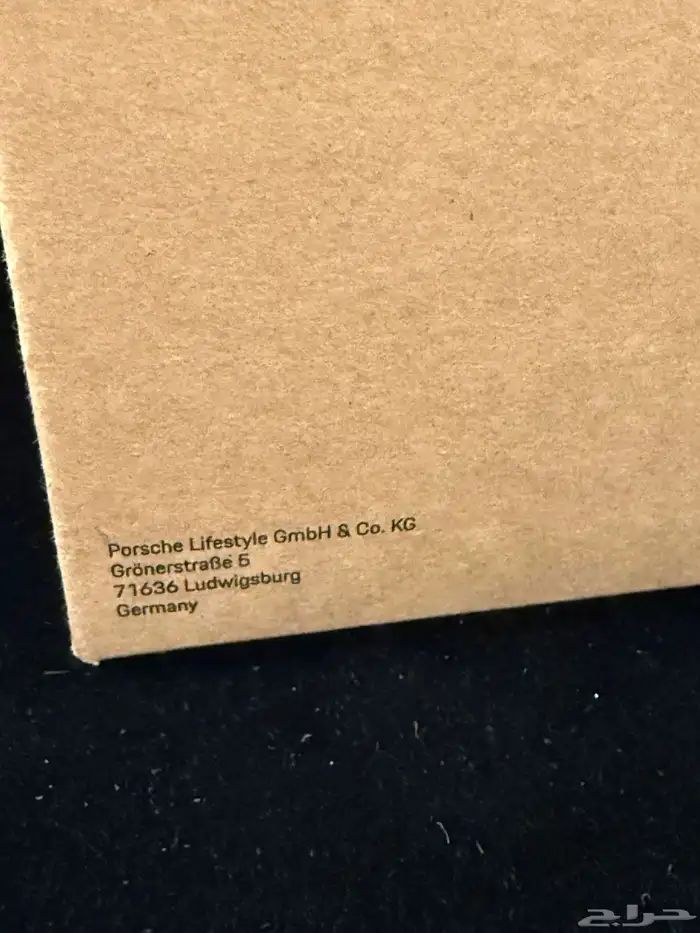 Porsche Lifestyle GmbH & Co. KG
Grönerstraße 5
71636 Ludwigsburg
Germany
حراج